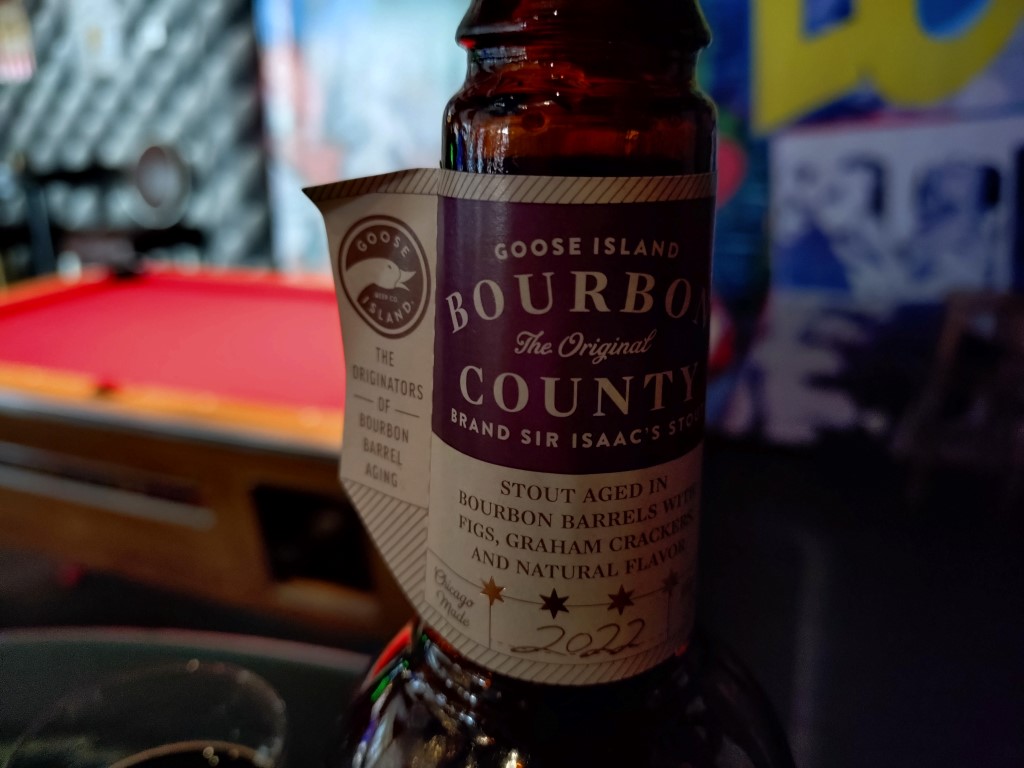 GOOSE
BEER CO.
ISLAND
THE
ORIGINATORS
OF
BOURBON
BARREL
AGING
GOOSE ISLAND
BOURBON
The Original
COUNTY
BRAND SIR ISAAC'S STOUT
STOUT AGED IN
BOURBON BARRELS WITH
FIGS, GRAHAM CRACKERS
AND NATURAL FLAVOR
Chicago
Made
2022